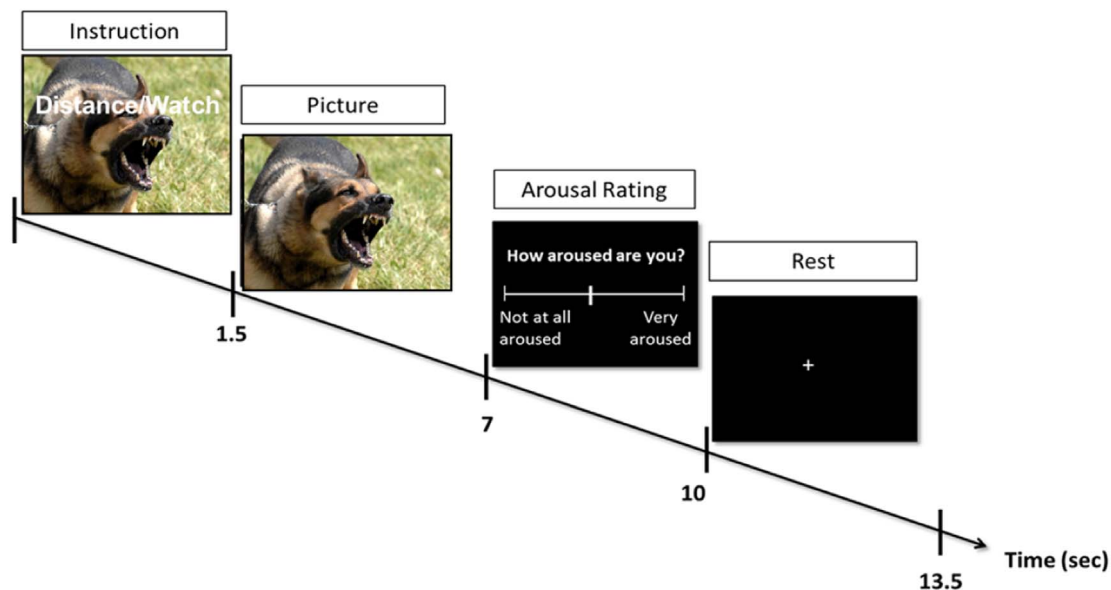 Instruction
Distance/Watch
Picture
Arousal Rating
How aroused are you?
Not at all
aroused
Very
aroused
Rest
+
1.5
7
10
13.5
Time (sec)